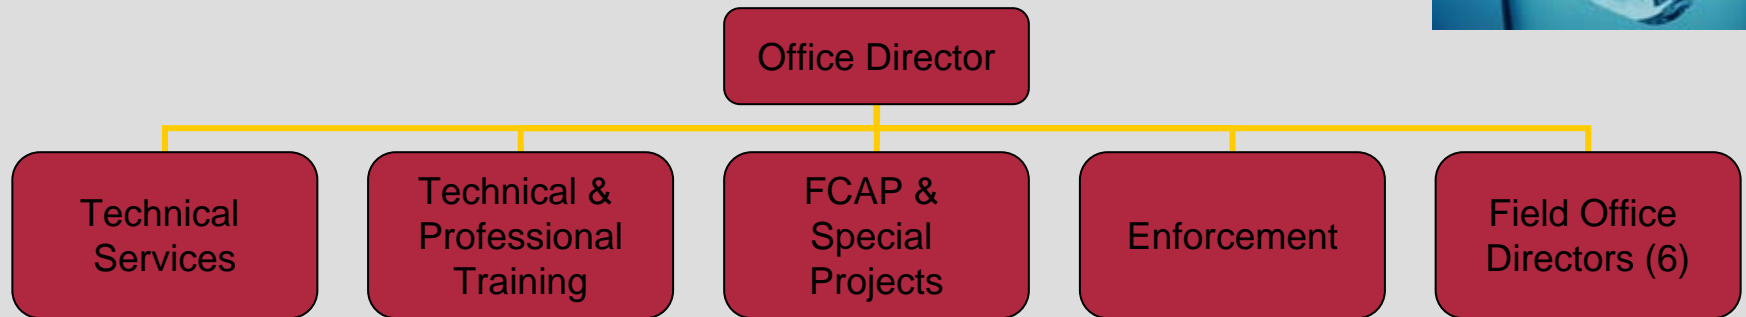 Office Director
Technical
Services
Technical &
Professional
Training
FCAP &
Special
Projects
Enforcement
Field Office
Directors (6)